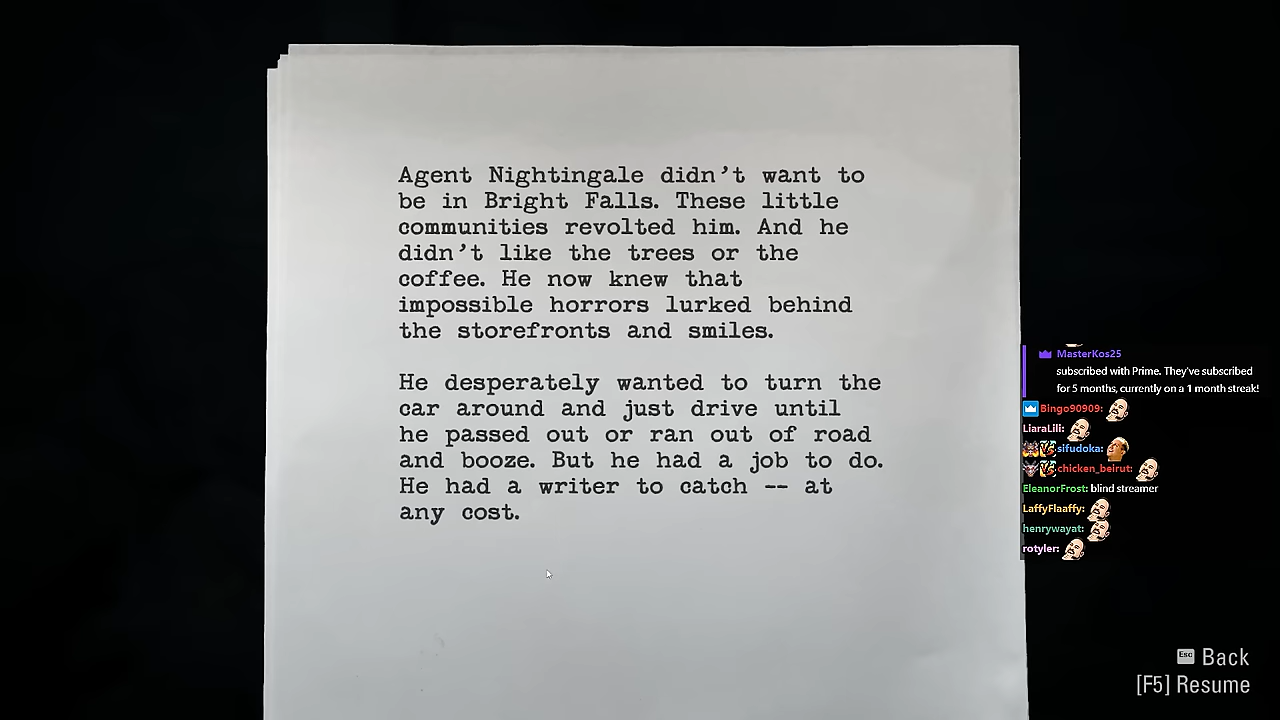 Agent Nightingale didn’t want to
be in Bright Falls. These little
communities revolted him. And he
didn’t like the trees or the
coffee. He now knew that
impossible horrors lurked behind
the storefronts and smiles.
He desperately wanted to turn the
car around and just drive until
he passed out or ran out of road
and booze. But he had a job to do.
He had a writer to catch -- at
any cost.
MasterKos25
subscribed with Prime. They've subscribed
for 5 months, currently on a 1 month streak!
Bingo90909:
LiaraLili:
sifudoka:
chicken_beirut:
EleanorFrost: blind streamer
LaffyFlaaffy:
henrywayat:
rotyler:
Esc Back
[F5] Resume